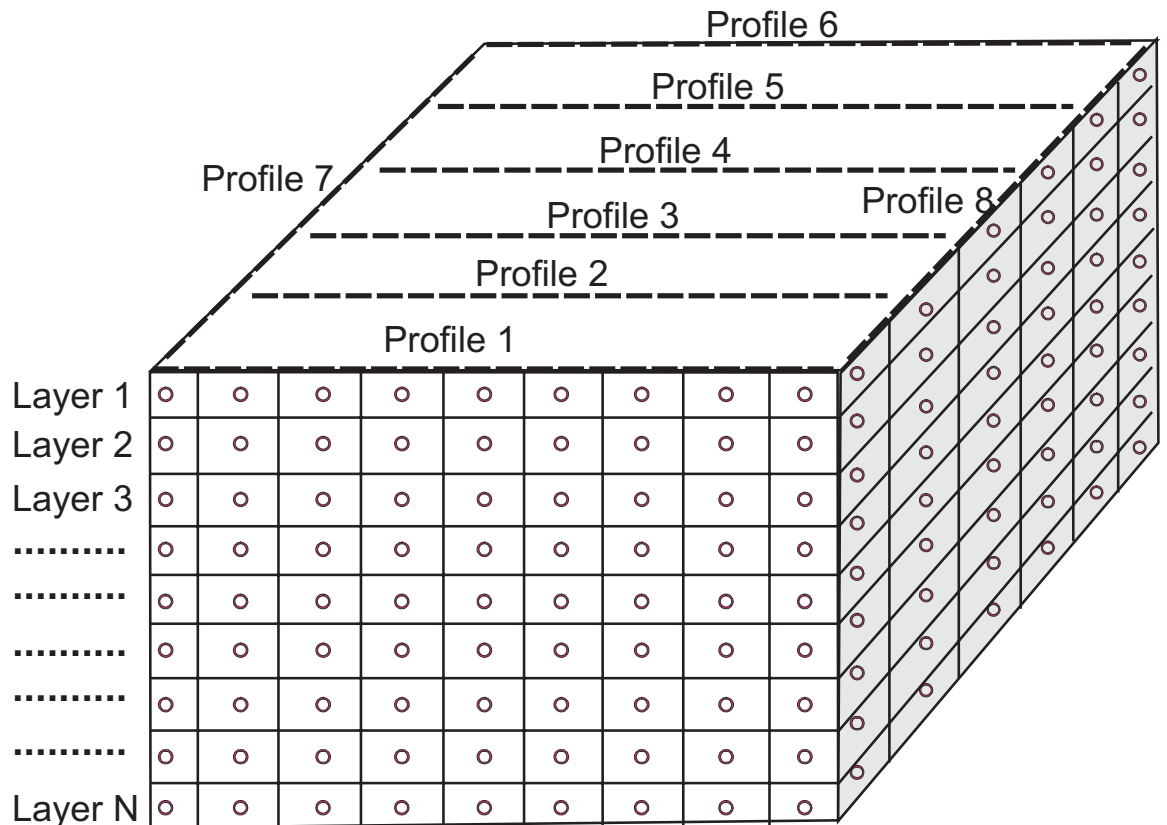 Profile 6
Profile 5
Profile 4
Profile 7
Profile 8
Profile 3
Profile 2
Profile 1
Layer 1
Layer 2
Layer 3
..........
..........
..........
..........
..........
Layer N